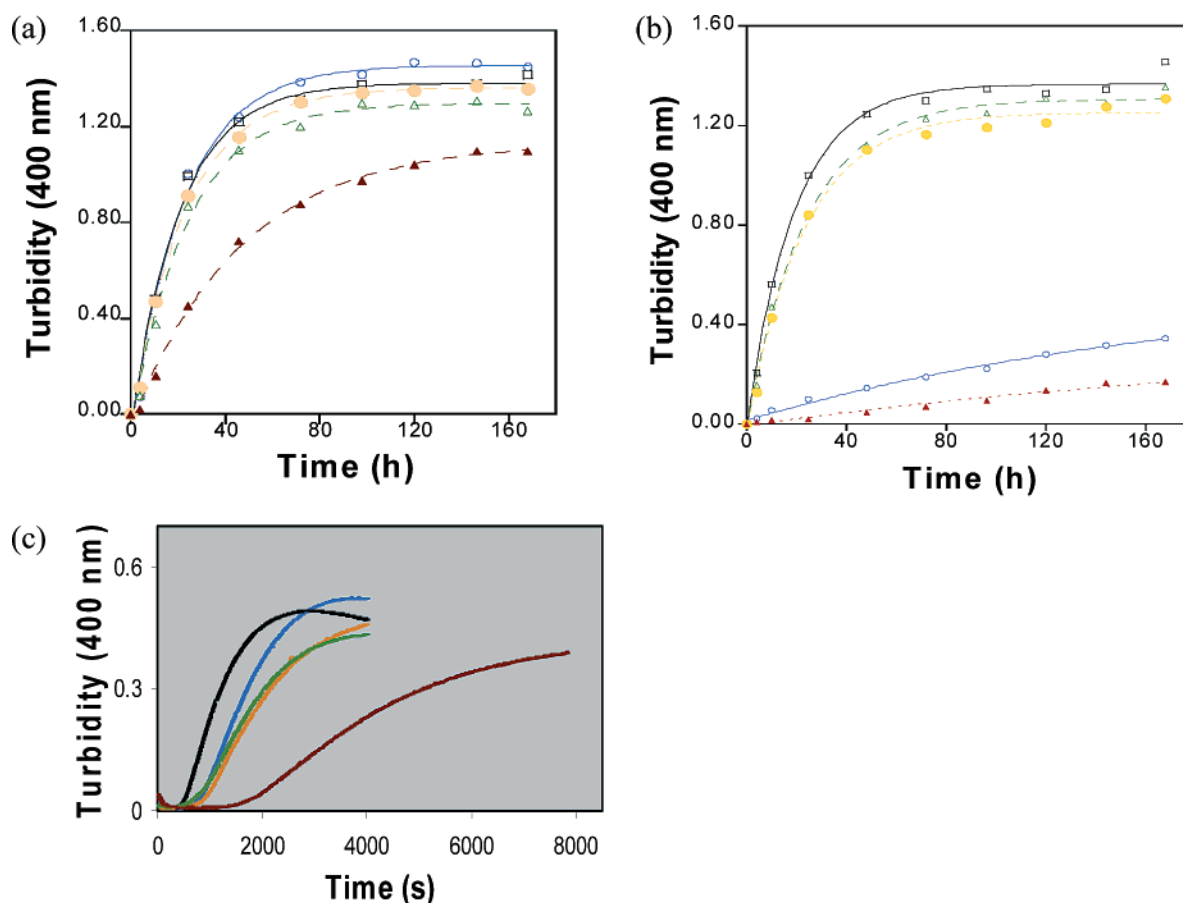 (a)
Turbidity (400 nm)
1.60
1.20
0.80
0.40
0.00
0 40 80 120 160
Time (h)
(b)
Turbidity (400 nm)
1.60
1.20
0.80
0.40
0.00
0 40 80 120 160
Time (h)
(c)
Turbidity (400 nm)
0.6
0.3
0
0 2000 4000 6000 8000
Time (s)